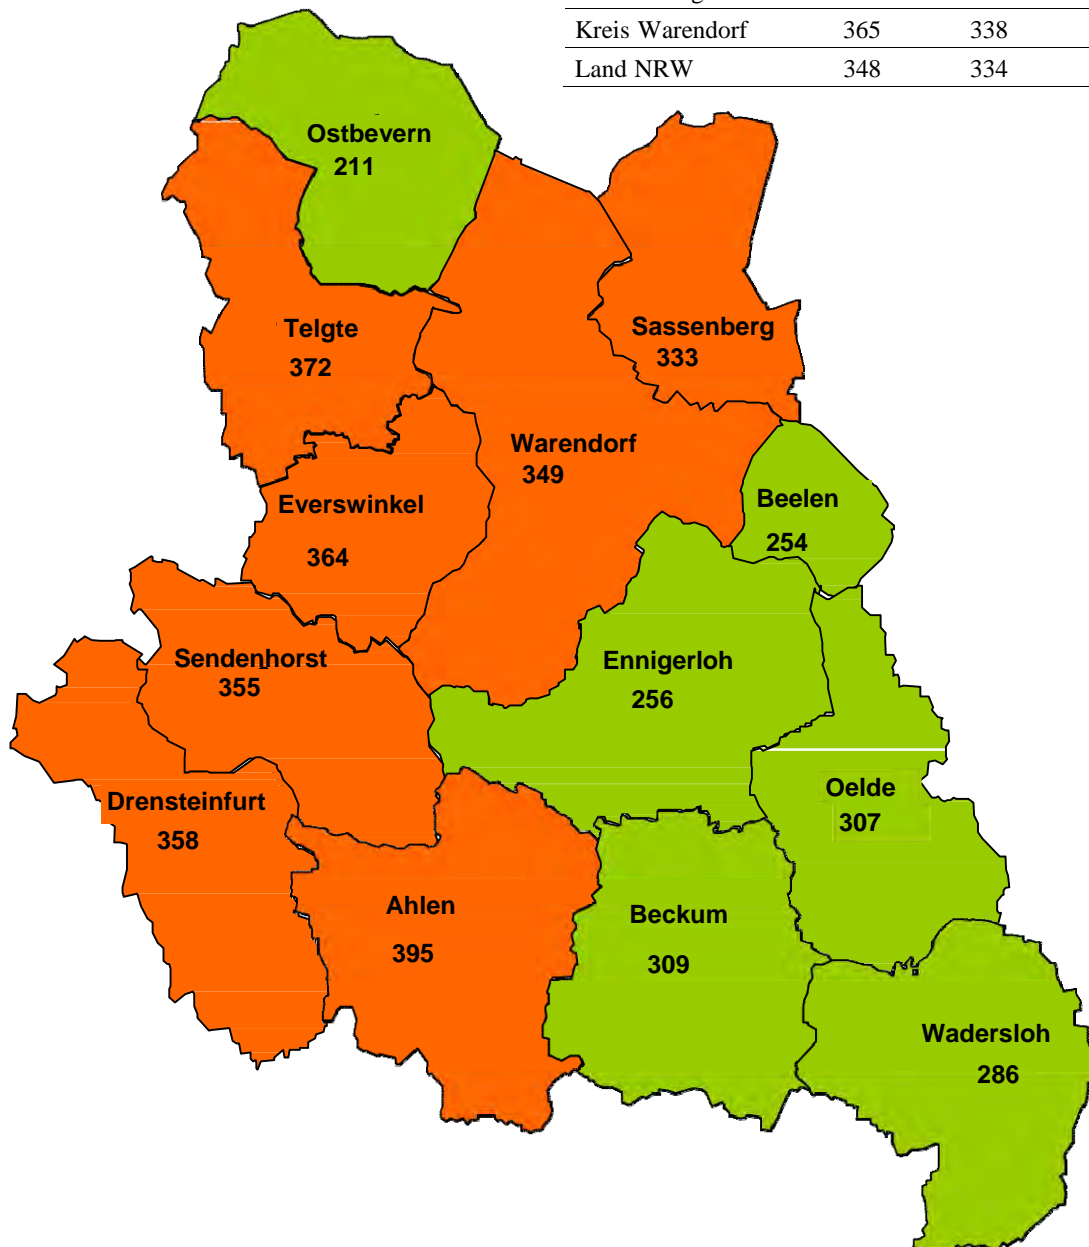 Kreis Warendorf 365 338
Land NRW 348 334
Ostbevern
211
Telgte
372
Sassenberg
333
Warendorf
349
Everswinkel
364
Beelen
254
Sendenhorst
355
Ennigerloh
256
Drensteinfurt
358
Oelde
307
Ahlen
395
Beckum
309
Wadersloh
286